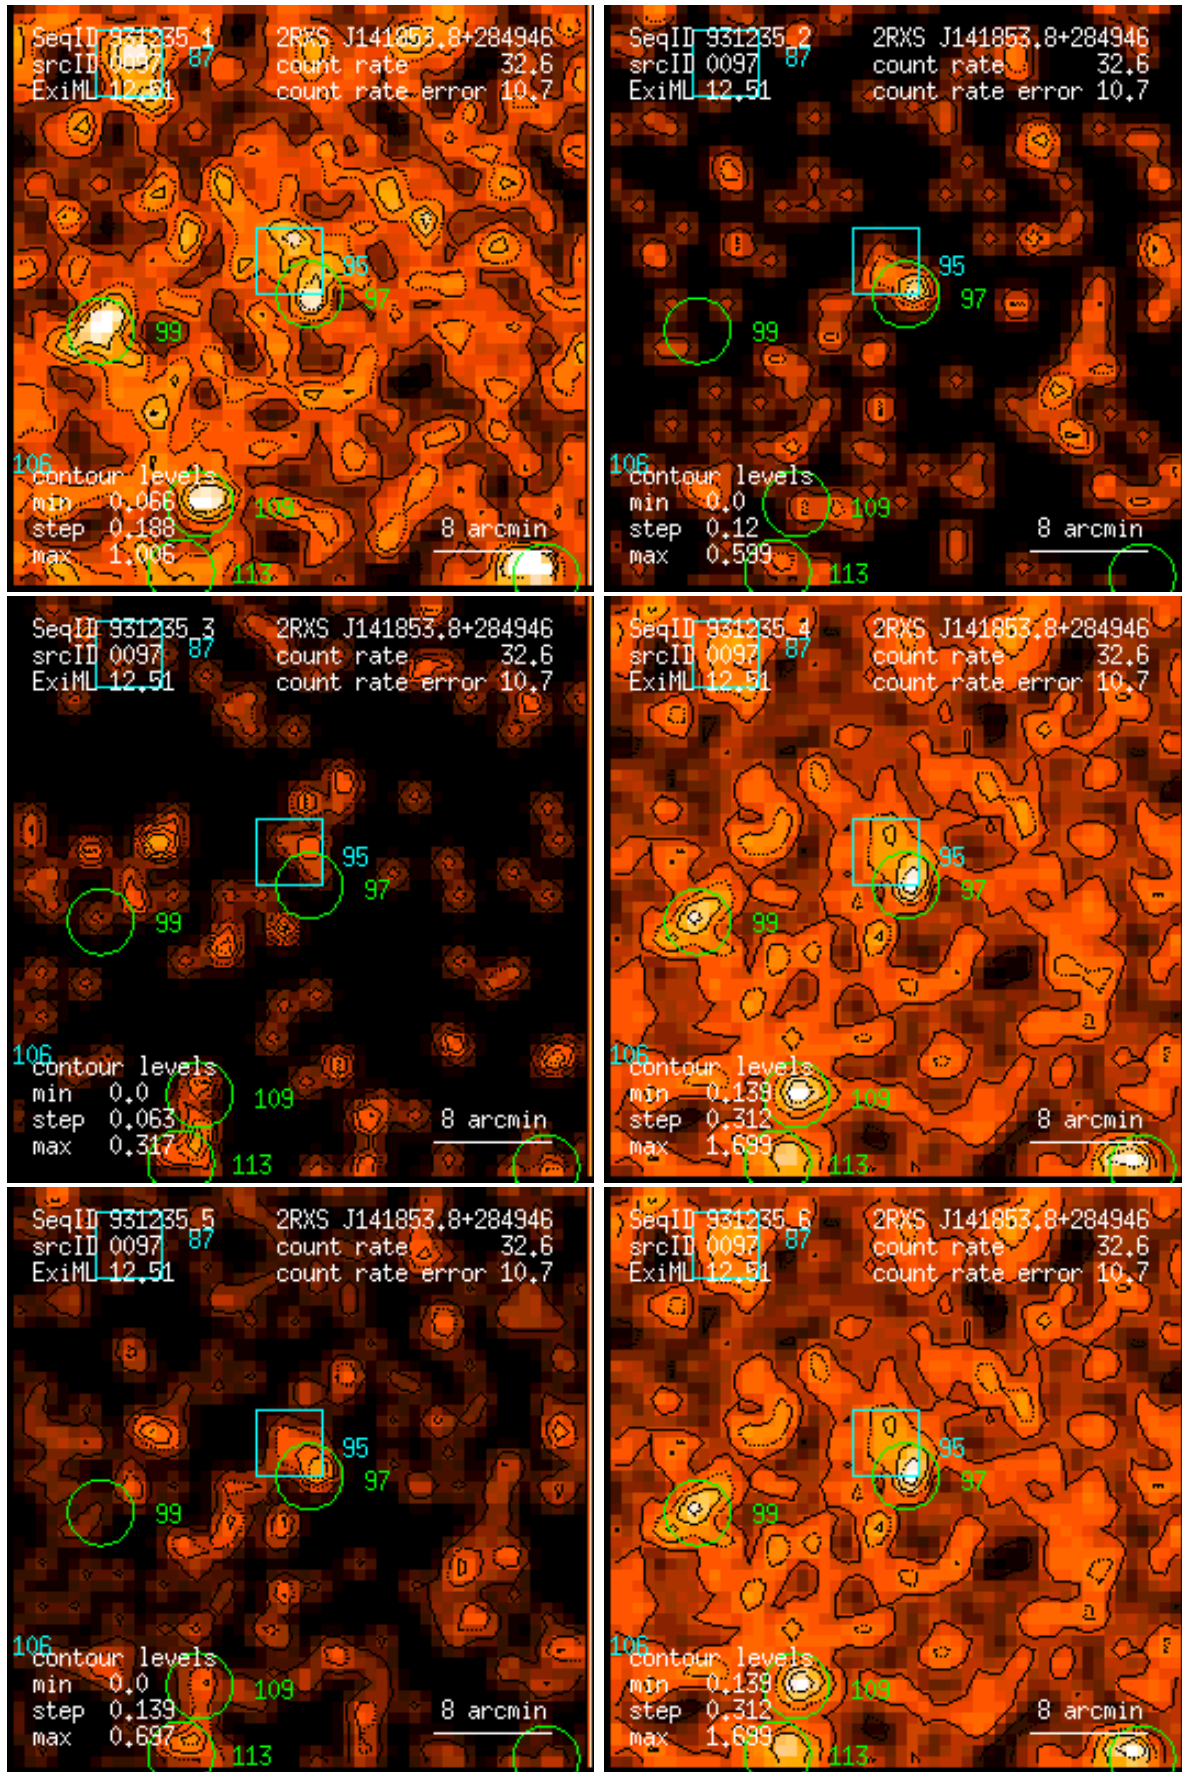 SeqID 931235_1 2RXS J141853.8+284946
srcID 0097 87 count rate 32.6
ExiML 12.51 count rate error 10.7
95
97
99
106
contour levels
min 0.066 109
step 0.188 8 arcmin
max 1.006 113
SeqID 931235_2 2RXS J141853.8+284946
srcID 0097 87 count rate 32.6
ExiML 12.51 count rate error 10.7
95
97
99
106
contour levels
min 0.0 109
step 0.12 8 arcmin
max 0.599 113
SeqID 931235_3 2RXS J141853.8+284946
srcID 0097 87 count rate 32.6
ExiML 12.51 count rate error 10.7
95
97
99
106
contour levels
min 0.0 109
step 0.063 8 arcmin
max 0.317 113
SeqID 931235_4 2RXS J141853.8+284946
srcID 0097 87 count rate 32.6
ExiML 12.51 count rate error 10.7
95
97
99
106
contour levels
min 0.139 109
step 0.312 8 arcmin
max 1.699 113
SeqID 931235_5 2RXS J141853.8+284946
srcID 0097 87 count rate 32.6
ExiML 12.51 count rate error 10.7
95
97
99
106
contour levels
min 0.0 109
step 0.139 8 arcmin
max 0.697 113
SeqID 931235_6 2RXS J141853.8+284946
srcID 0097 87 count rate 32.6
ExiML 12.51 count rate error 10.7
95
97
99
106
contour levels
min 0.139 109
step 0.312 8 arcmin
max 1.699 113